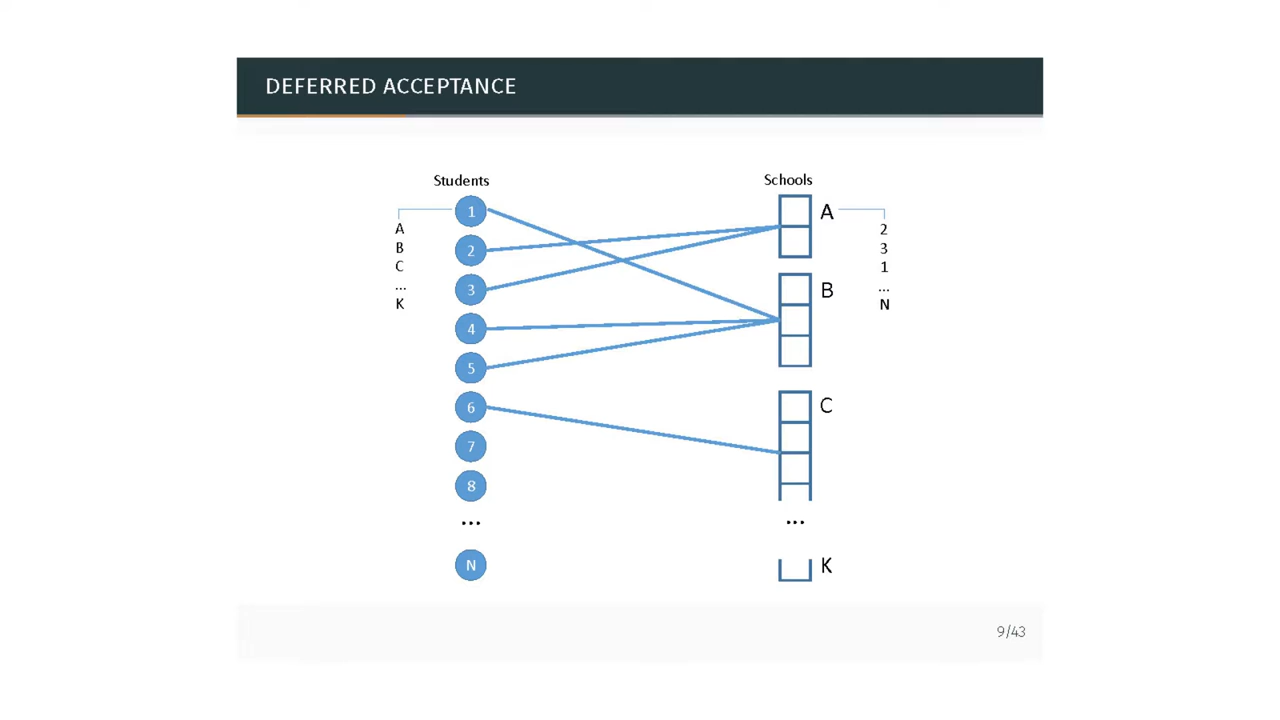 DEFERRED ACCEPTANCE
Students
Schools
1
2
3
4
5
6
7
8
...
N
A
B
C
...
K
A
B
C
...
K
2
3
1
...
N
9/43